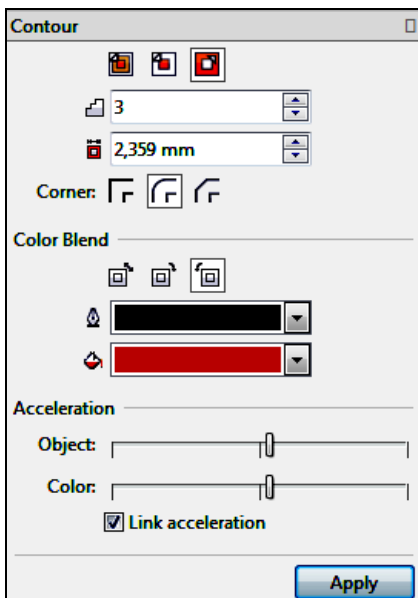 Contour
3
2,359 mm
Corner:
Color Blend
Acceleration
Object:
Color:
Link acceleration
Apply